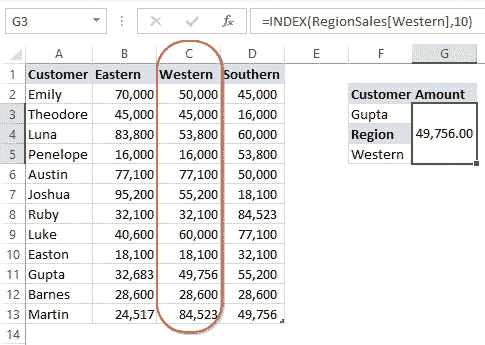 G3 =INDEX(RegionSales[Western],10)
A B C D E F G
1 Customer Eastern Western Southern
2 Emily 70,000 50,000 45,000 Customer Amount
3 Theodore 45,000 45,000 16,000 Gupta
4 Luna 83,800 53,800 60,000 Region 49,756.00
5 Penelope 16,000 16,000 53,800 Western
6 Austin 77,100 77,100 50,000
7 Joshua 95,200 55,200 18,100
8 Ruby 32,100 32,100 84,523
9 Luke 40,600 60,000 77,100
10 Easton 18,100 18,100 32,100
11 Gupta 32,683 49,756 55,200
12 Barnes 28,600 28,600 28,600
13 Martin 24,517 84,523 49,756
14